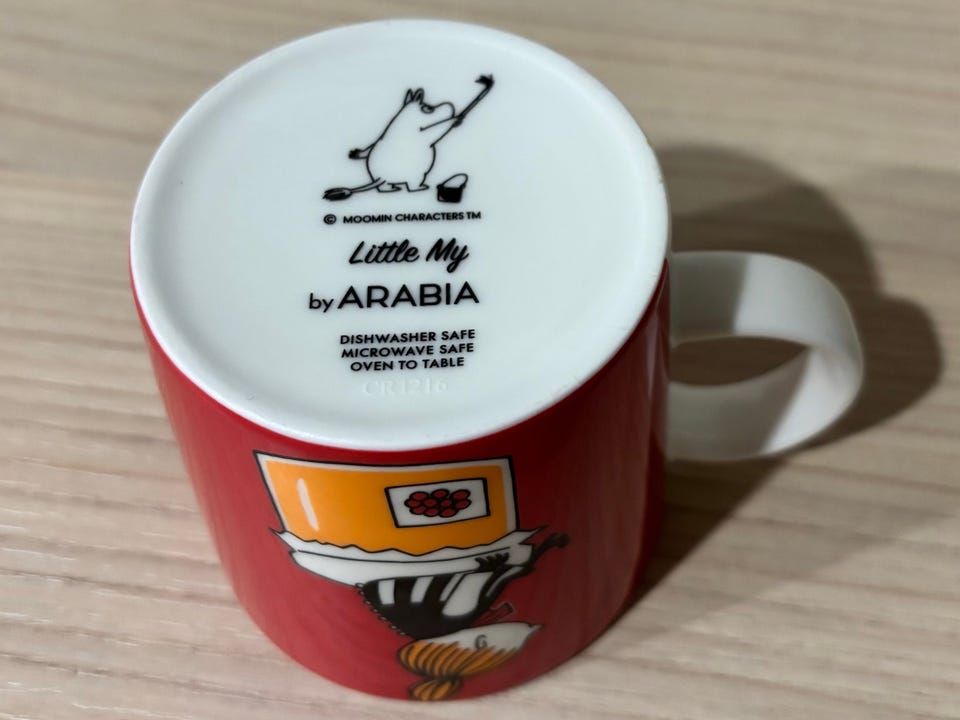 © MOOMIN CHARACTERS TM
Little My
by ARABIA
DISHWASHER SAFE
MICROWAVE SAFE
OVEN TO TABLE
CR1216